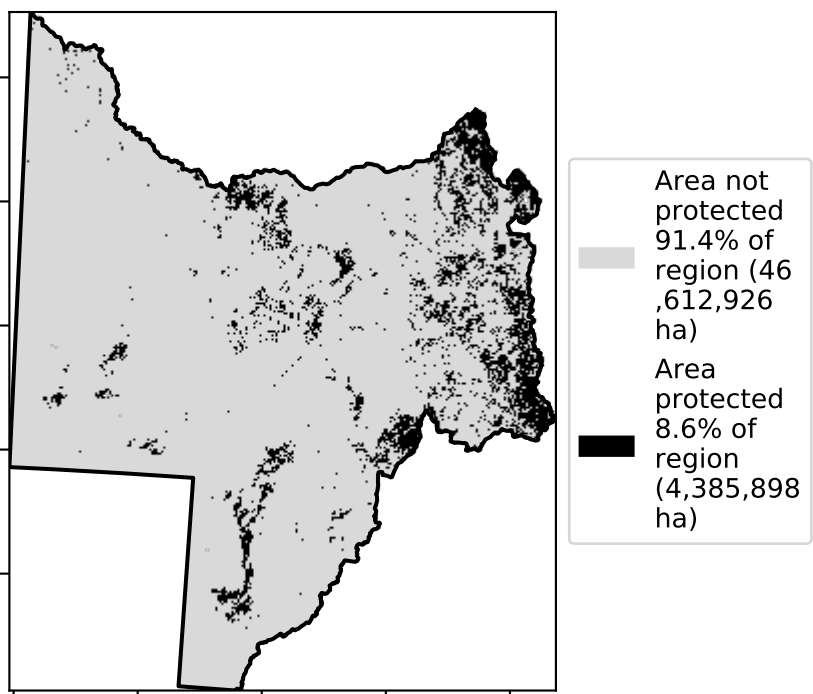 Area not
protected
91.4% of
region (46
,612,926
ha)
Area
protected
8.6% of
region
(4,385,898
ha)